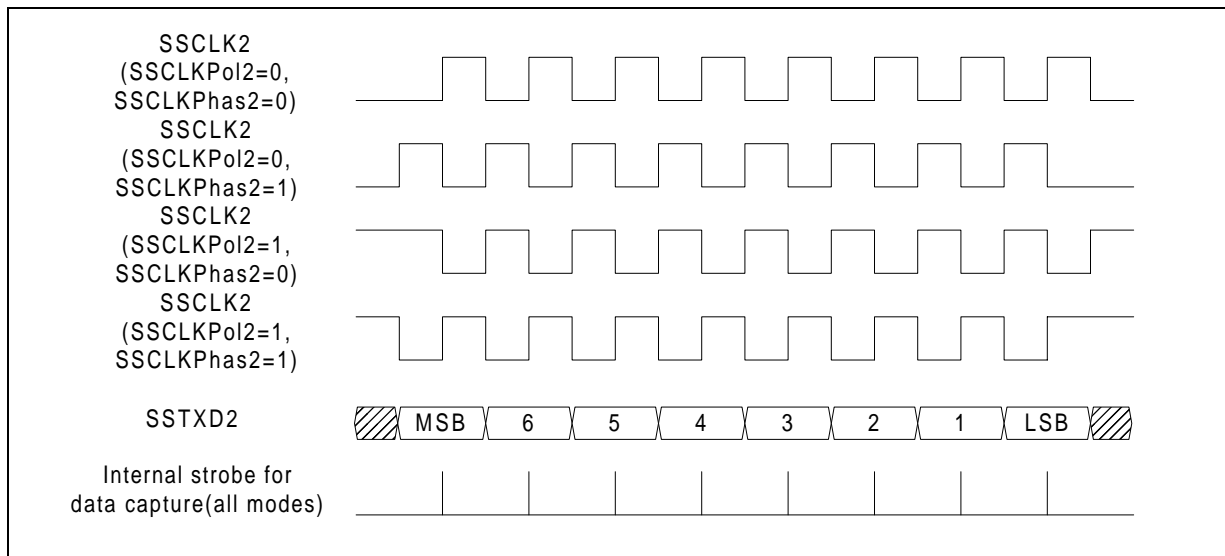 SSCLK2
(SSCLKPol2=0,
SSCLKPhas2=0)
SSCLK2
(SSCLKPol2=0,
SSCLKPhas2=1)
SSCLK2
(SSCLKPol2=1,
SSCLKPhas2=0)
SSCLK2
(SSCLKPol2=1,
SSCLKPhas2=1)
SSTXD2 MSB 6 5 4 3 2 1 LSB
Internal strobe for
data capture(all modes)